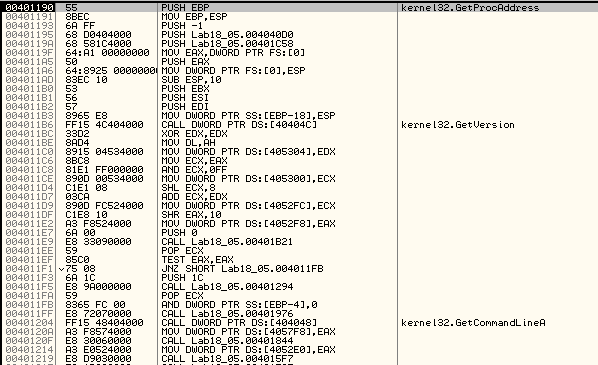 00401190 55 PUSH EBP kernel32.GetProcAddress
00401191 8BEC MOV EBP,ESP
00401193 6A FF PUSH -1
00401195 68 D0404000 PUSH Lab18_05.004040D0
0040119A 68 581C4000 PUSH Lab18_05.00401C58
0040119F 64:A1 00000000 MOV EAX,DWORD PTR FS:[0]
004011A5 50 PUSH EAX
004011A6 64:8925 00000000 MOV DWORD PTR FS:[0],ESP
004011AD 83EC 10 SUB ESP,10
004011B0 53 PUSH EBX
004011B1 56 PUSH ESI
004011B2 57 PUSH EDI
004011B3 8965 E8 MOV DWORD PTR SS:[EBP-18],ESP
004011B6 FF15 4C404000 CALL DWORD PTR DS:[40404C] kernel32.GetVersion
004011BC 33D2 XOR EDX,EDX
004011BE 8AD4 MOV DL,AH
004011C0 8915 04534000 MOV DWORD PTR DS:[405304],EDX
004011C6 8BC8 MOV ECX,EAX
004011C8 81E1 FF000000 AND ECX,0FF
004011CE 890D 00534000 MOV DWORD PTR DS:[405300],ECX
004011D4 C1E1 08 SHL ECX,8
004011D7 03CA ADD ECX,EDX
004011D9 890D FC524000 MOV DWORD PTR DS:[4052FC],ECX
004011DF C1E8 10 SHR EAX,10
004011E2 A3 F8524000 MOV DWORD PTR DS:[4052F8],EAX
004011E7 6A 00 PUSH 0
004011E9 E8 33090000 CALL Lab18_05.00401B21
004011EE 59 POP ECX
004011EF 85C0 TEST EAX,EAX
004011F1 75 08 JNZ SHORT Lab18_05.004011FB
004011F3 6A 1C PUSH 1C
004011F5 E8 9A000000 CALL Lab18_05.00401294
004011FA 59 POP ECX
004011FB 8365 FC 00 AND DWORD PTR SS:[EBP-4],0
004011FF E8 72070000 CALL Lab18_05.00401976
00401204 FF15 48404000 CALL DWORD PTR DS:[404048] kernel32.GetCommandLineA
0040120A A3 F8574000 MOV DWORD PTR DS:[4057F8],EAX
0040120F E8 30060000 CALL Lab18_05.00401844
00401214 A3 E0524000 MOV DWORD PTR DS:[4052E0],EAX
00401219 E8 D9030000 CALL Lab18_05.004015F7